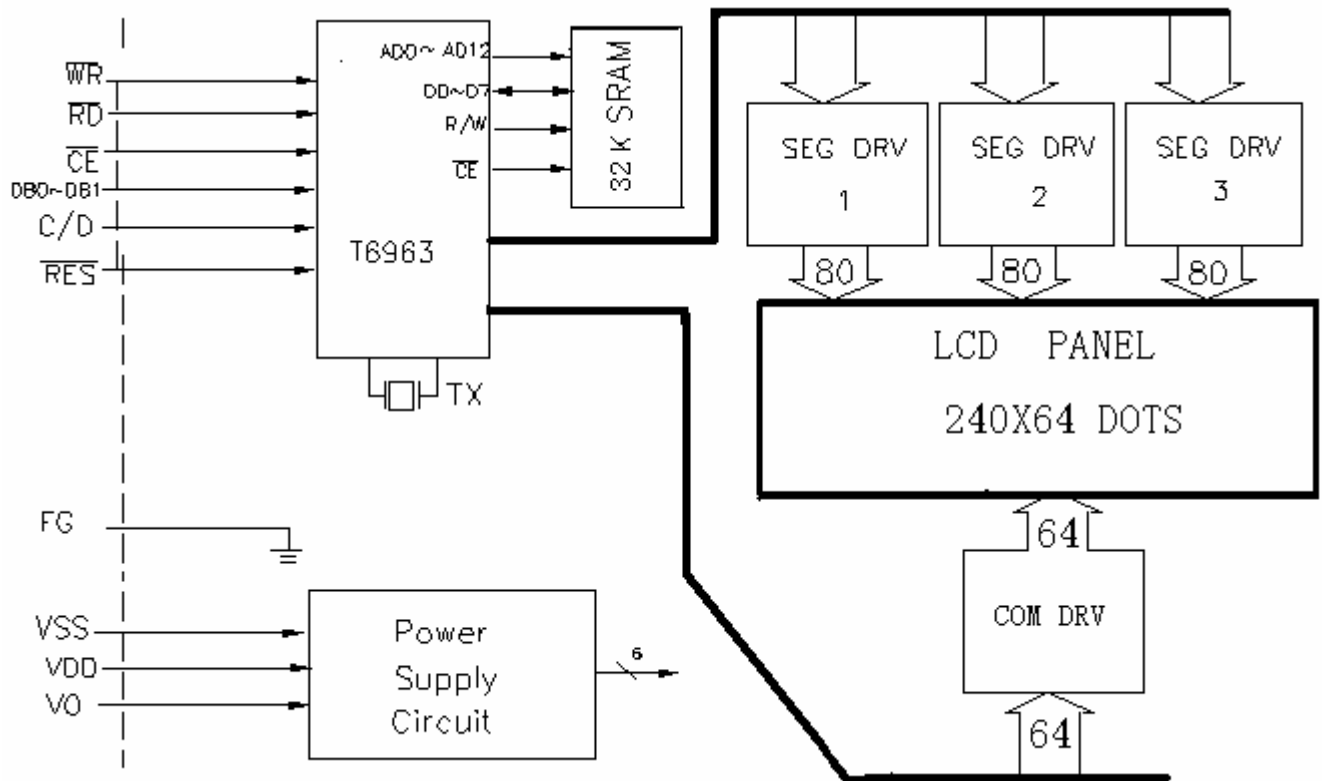 WR
RD
CE
DB0~DB1
C/D
RES
FG
VSS
VDD
VO
T6963
AD0~ AD12
D0~D7
R/W
CE
32 K SRAM
TX
Power
Supply
Circuit
6
SEG DRV
1
SEG DRV
2
SEG DRV
3
80
80
80
LCD PANEL
240X64 DOTS
64
COM DRV
64